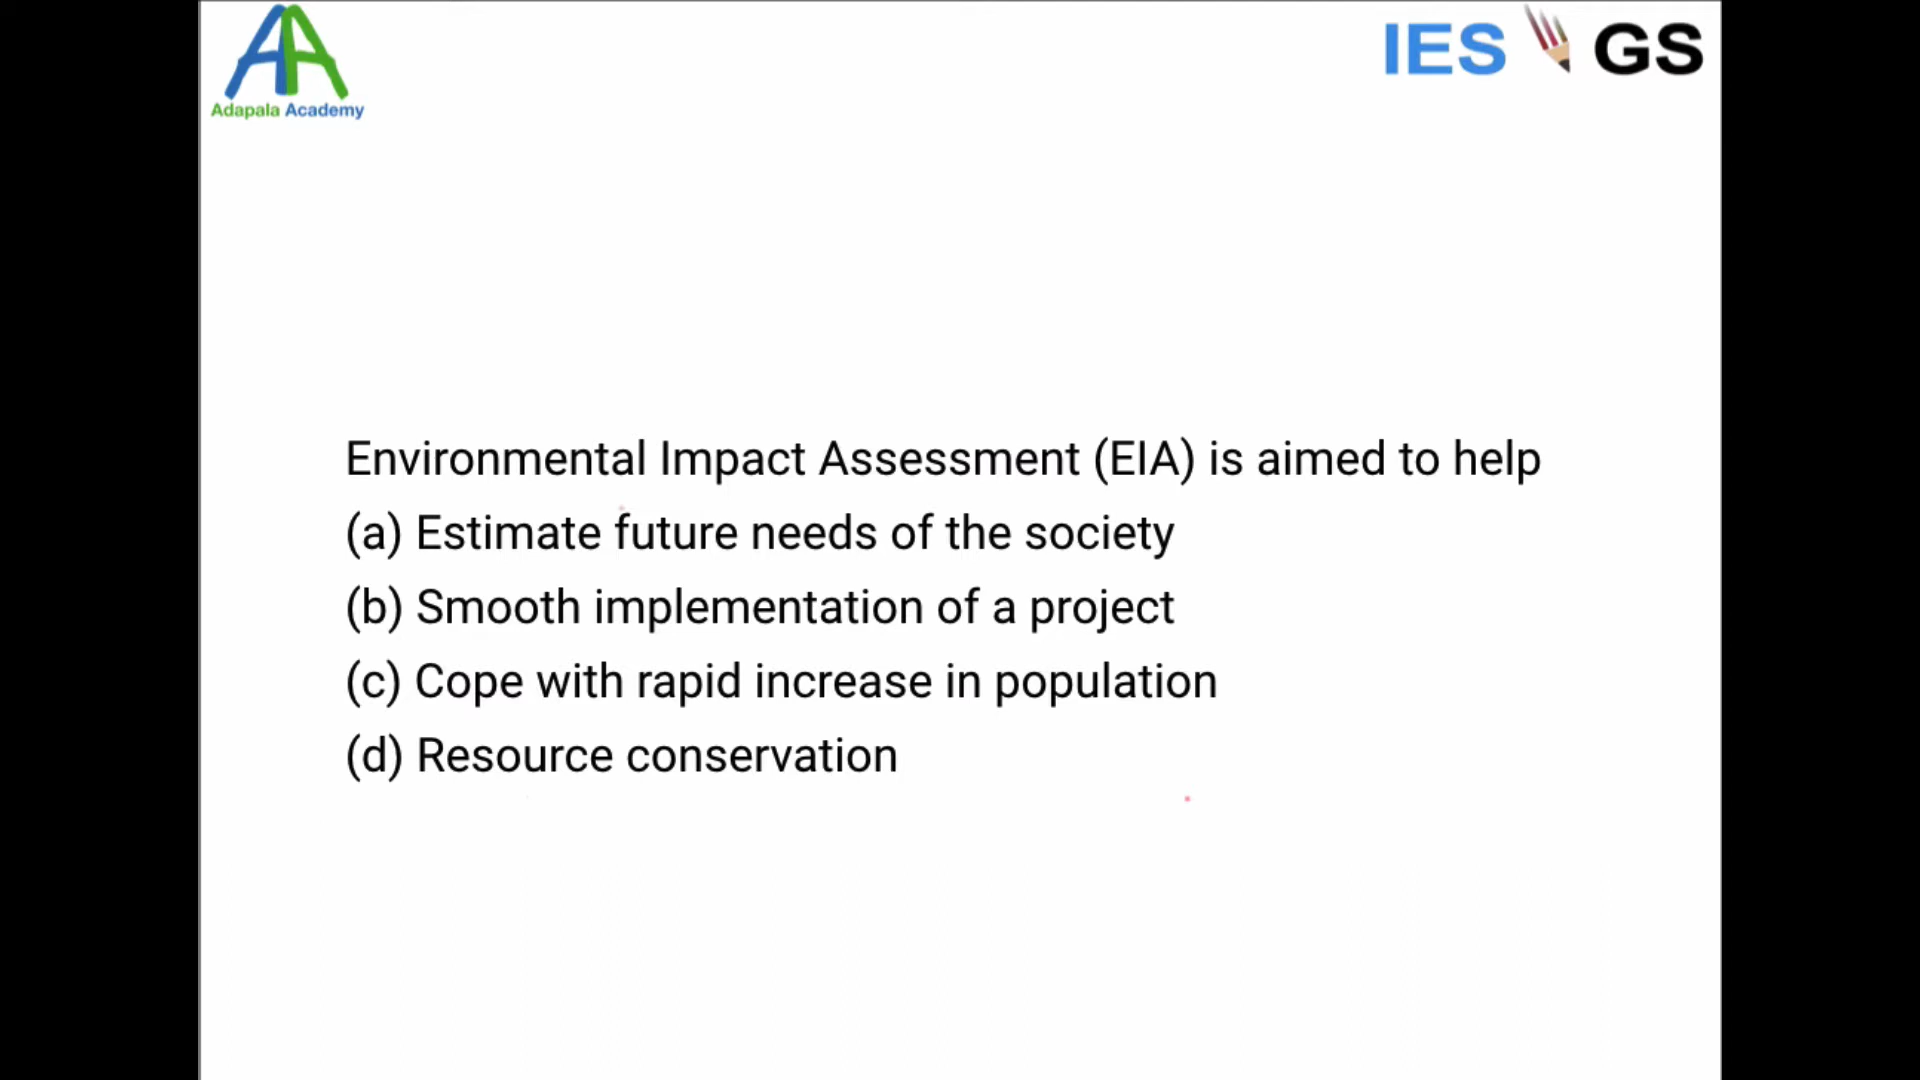 Adapala Academy
IES GS
Environmental Impact Assessment (EIA) is aimed to help
(a) Estimate future needs of the society
(b) Smooth implementation of a project
(c) Cope with rapid increase in population
(d) Resource conservation